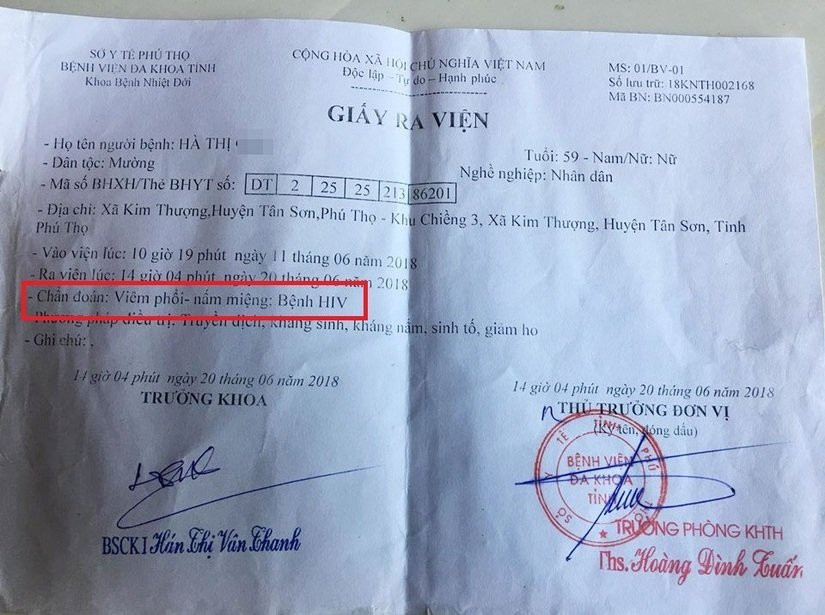 SỞ Y TẾ PHÚ THỌ
BỆNH VIỆN ĐA KHOA TỈNH
Khoa Bệnh Nhiệt Đới
CỘNG HÒA XÃ HỘI CHỦ NGHĨA VIỆT NAM
Độc lập – Tự do – Hạnh phúc
MS: 01/BV-01
Số lưu trữ: 18KNTH002168
Mã BN: BN000554187
GIẤY RA VIỆN
- Họ tên người bệnh: HÀ THỊ
Tuổi: 59 - Nam/Nữ: Nữ
- Dân tộc: Mường
Nghề nghiệp: Nhân dân
- Mã số BHXH/Thẻ BHYT số: DT 2 25 25 213 86201
- Địa chỉ: Xã Kim Thượng,Huyện Tân Sơn,Phú Thọ - Khu Chiềng 3, Xã Kim Thượng, Huyện Tân Sơn, Tỉnh
Phú Thọ
- Vào viện lúc: 10 giờ 19 phút ngày 11 tháng 06 năm 2018
- Ra viện lúc: 14 giờ 04 phút, ngày 20 tháng 06 năm 2018
- Chẩn đoán: Viêm phổi- nấm miệng: Bệnh HIV
- Phương pháp điều trị: Truyền dịch, kháng sinh, kháng nấm, sinh tố, giảm ho
- Ghi chú: .
14 giờ 04 phút ngày 20 tháng 06 năm 2018
TRƯỞNG KHOA
14 giờ 04 phút, ngày 20 tháng 06 năm 2018
THỦ TRƯỞNG ĐƠN VỊ
(Ký tên, đóng dấu)
SỞ Y TẾ TỈNH PHÚ THỌ
BỆNH VIỆN
ĐA KHOA
TỈNH
BSCKI Hán Thị Vân Thanh
TRƯỞNG PHÒNG KHTH
Ths. Hoàng Đình Tuấn